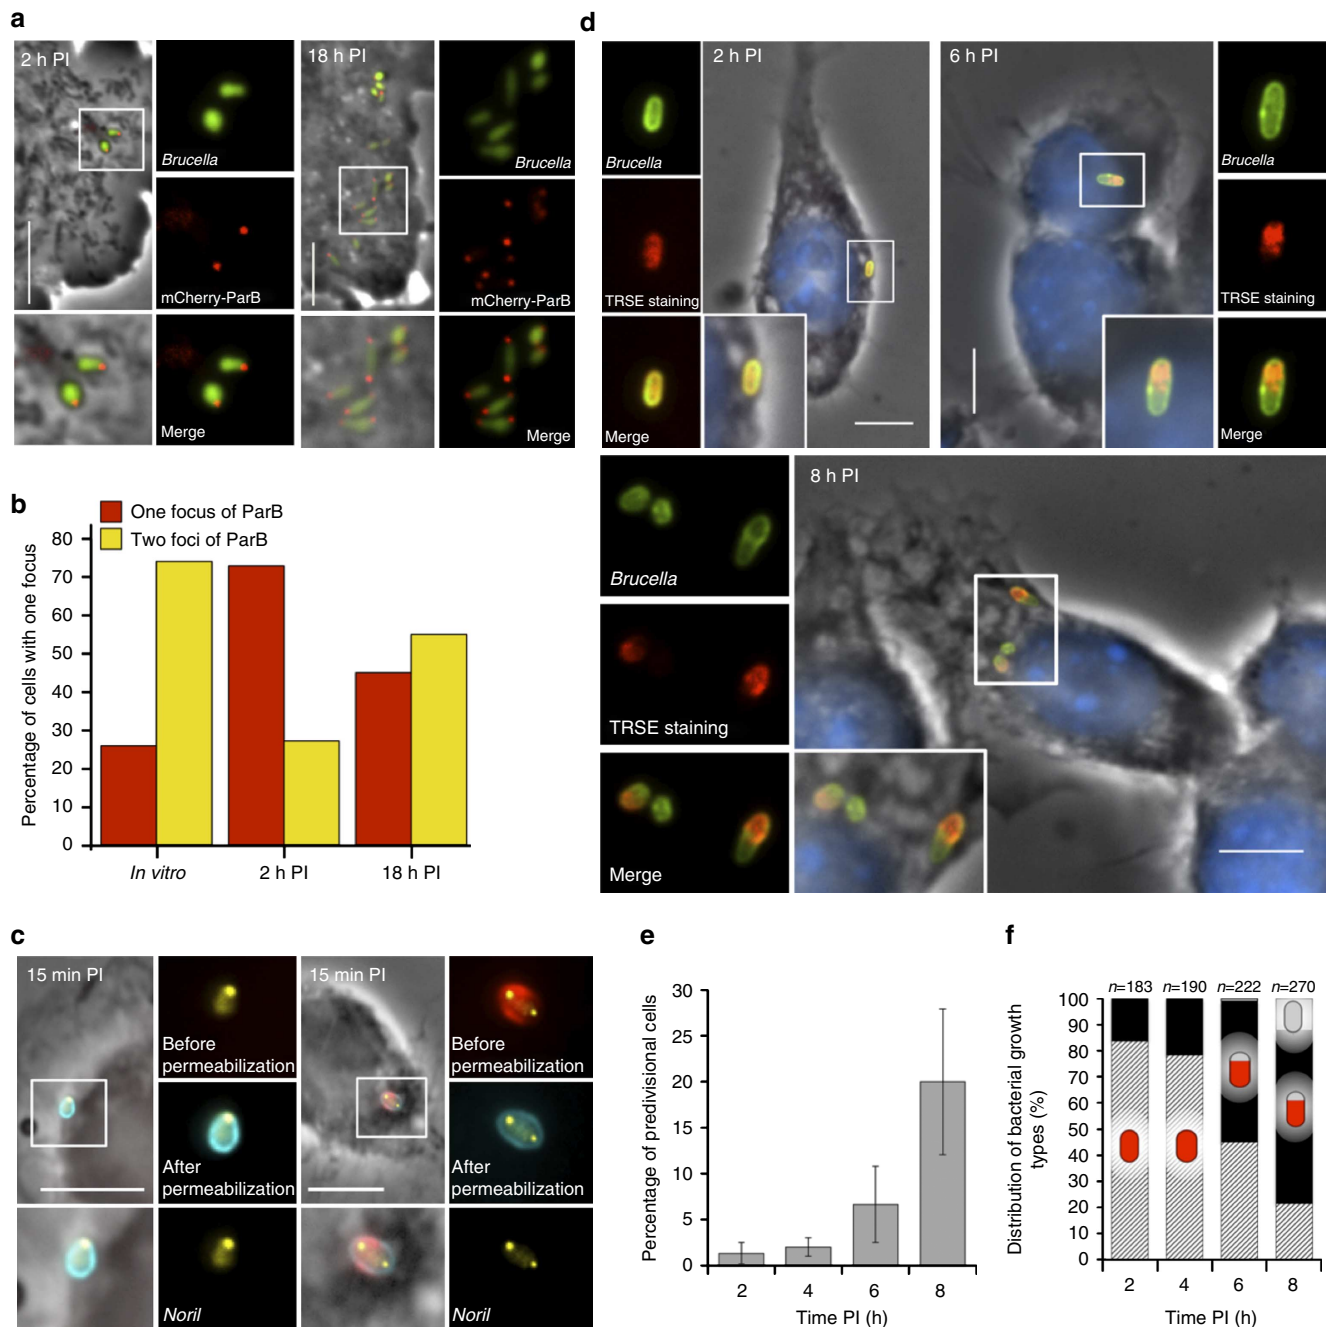 a
2 h PI
Brucella
mCherry-ParB
Merge
18 h PI
Brucella
mCherry-ParB
Merge
b
One focus of ParB
Two foci of ParB
Percentage of cells with one focus
80
70
60
50
40
30
20
10
0
In vitro
2 h PI
18 h PI
c
15 min PI
Before
permeabilization
After
permeabilization
Noril
15 min PI
Before
permeabilization
After
permeabilization
Noril
d
Brucella
TRSE staining
Merge
2 h PI
6 h PI
Brucella
TRSE staining
Merge
8 h PI
Brucella
TRSE staining
Merge
e
Percentage of predivisional cells
30
25
20
15
10
5
0
2
4
6
8
Time PI (h)
f
n=183
n=190
n=222
n=270
Distribution of bacterial growth
types (%)
100
90
80
70
60
50
40
30
20
10
0
2
4
6
8
Time PI (h)